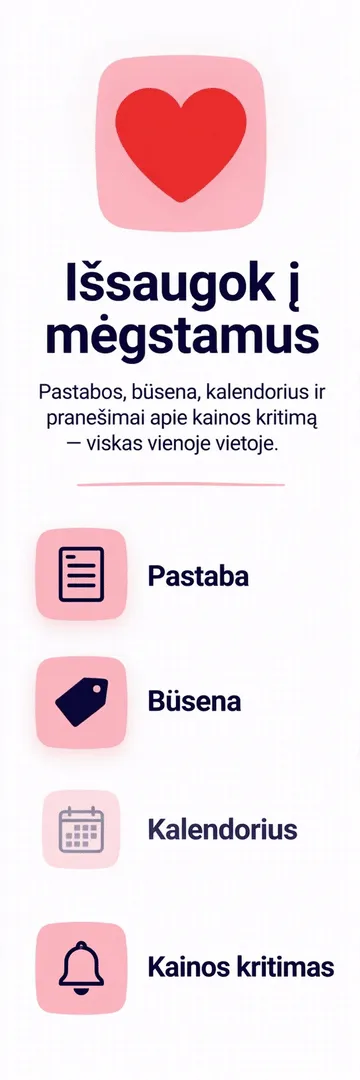 Išsaugok į
mėgstamus
Pastabos, būsena, kalendorius ir
pranešimai apie kainos kritimą
— viskas vienoje vietoje.
Pastaba
Būsena
Kalendorius
Kainos kritimas